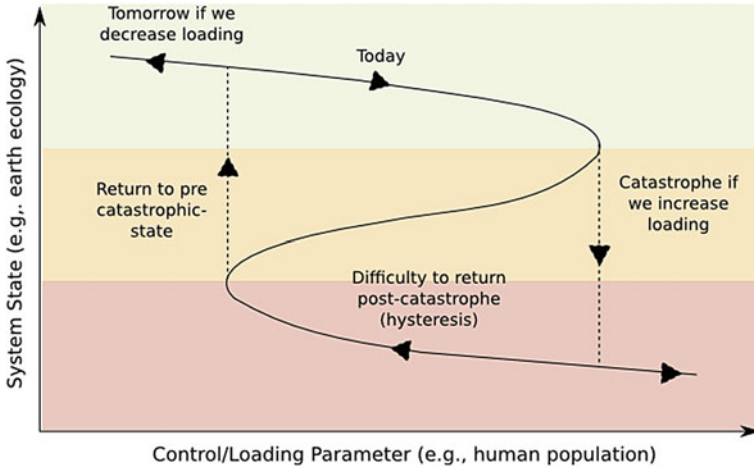 Tomorrow if we
decrease loading
Today
Return to pre
catastrophic-
state
Catastrophe if
we increase
loading
Difficulty to return
post-catastrophe
(hysteresis)
System State (e.g,. earth ecology)
Control/Loading Parameter (e.g., human population)